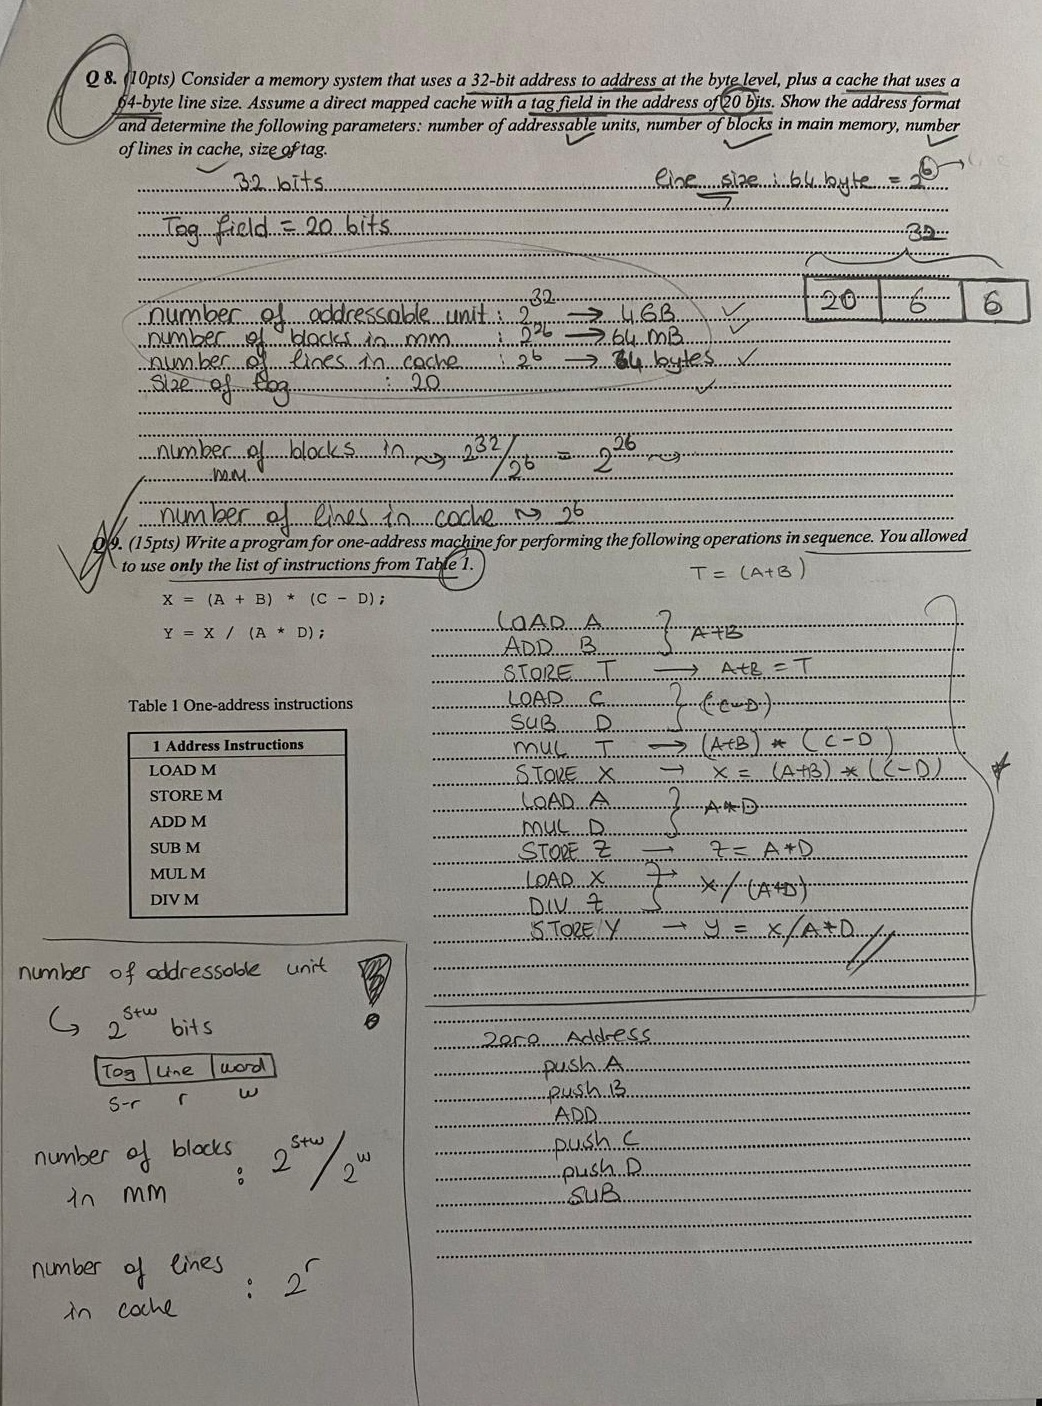 Q 8. (10pts) Consider a memory system that uses a 32-bit address to address at the byte level, plus a cache that uses a
64-byte line size. Assume a direct mapped cache with a tag field in the address of 20 bits. Show the address format
and determine the following parameters: number of addressable units, number of blocks in main memory, number
of lines in cache, size of tag.
32 bits
line size : 64 byte = 2^6
Tag field = 20 bits
32
20 | 6 | 6
number of addressable unit : 2^32 → 4GB ✓
number of blocks in mm : 2^26 → 64 MB ✓
number of lines in cache : 2^6 → 64 bytes ✓
Size of tag : 20 ✓
number of blocks in mm ⇝ 2^32/2^6 = 2^26 ⇝
number of lines in cache ⇝ 2^6
Q9. (15pts) Write a program for one-address machine for performing the following operations in sequence. You allowed
to use only the list of instructions from Table 1.
T = (A+B)
X = (A + B) * (C - D);
Y = X / (A * D);
Table 1 One-address instructions
1 Address Instructions
LOAD M
STORE M
ADD M
SUB M
MUL M
DIV M
LOAD A
ADD B } A+B
STORE T → A+B = T
LOAD C
SUB D } (C-D)
MUL T → (A+B) * (C-D)
STORE X → X = (A+B) * (C-D)
LOAD A
MUL D } A*D
STORE Z → Z = A*D
LOAD X
DIV Z } X/(A*D)
STORE Y → Y = X/A*D
number of addressable unit
↳ 2^s+w bits
Tag | Line | word
s-r r w
number of blocks in MM : 2^s+w / 2^w
number of lines in cache : 2^r
Zero Address
push A
push B
ADD
push C
push D
SUB